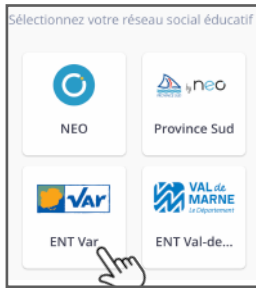 Sélectionnez votre réseau social éducatif
by neo
NEO
Province Sud
Var
VAL de
MARNE
Le Département
ENT Var
ENT Val-de...